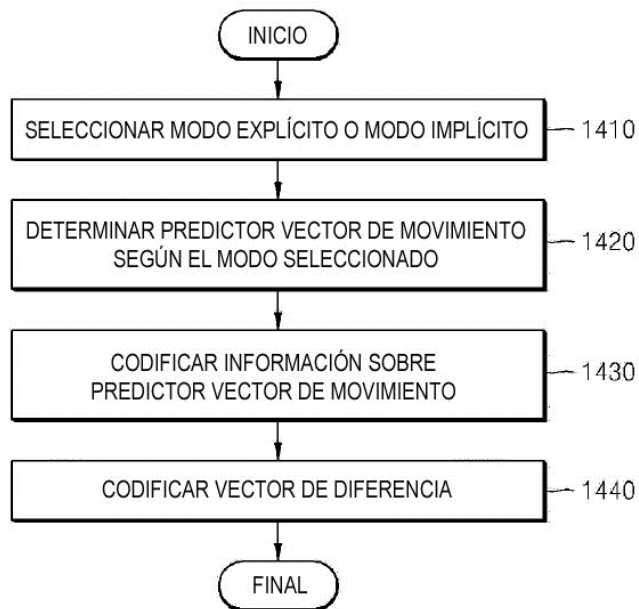 INICIO
SELECCIONAR MODO EXPLÍCITO O MODO IMPLÍCITO
1410
DETERMINAR PREDICTOR VECTOR DE MOVIMIENTO
SEGÚN EL MODO SELECCIONADO
1420
CODIFICAR INFORMACIÓN SOBRE
PREDICTOR VECTOR DE MOVIMIENTO
1430
CODIFICAR VECTOR DE DIFERENCIA
1440
FINAL